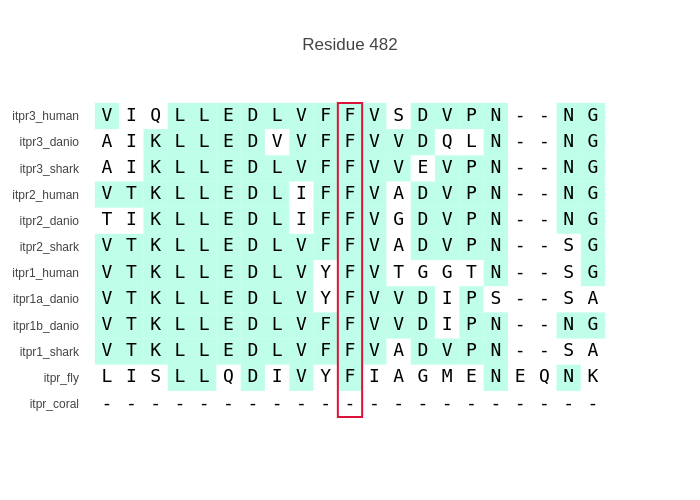 Residue 482
itpr3_human V I Q L L E D L V F F V S D V P N - - N G
itpr3_danio A I K L L E D V V F F V V D Q L N - - N G
itpr3_shark A I K L L E D L V F F V V E V P N - - N G
itpr2_human V T K L L E D L I F F V A D V P N - - N G
itpr2_danio T I K L L E D L I F F V G D V P N - - N G
itpr2_shark V T K L L E D L V F F V A D V P N - - S G
itpr1_human V T K L L E D L V Y F V T G G T N - - S G
itpr1a_danio V T K L L E D L V Y F V V D I P S - - S A
itpr1b_danio V T K L L E D L V F F V V D I P N - - N G
itpr1_shark V T K L L E D L V F F V A D V P N - - S A
itpr_fly L I S L L Q D I V Y F I A G M E N E Q N K
itpr_coral - - - - - - - - - - - - - - - - - - - - -